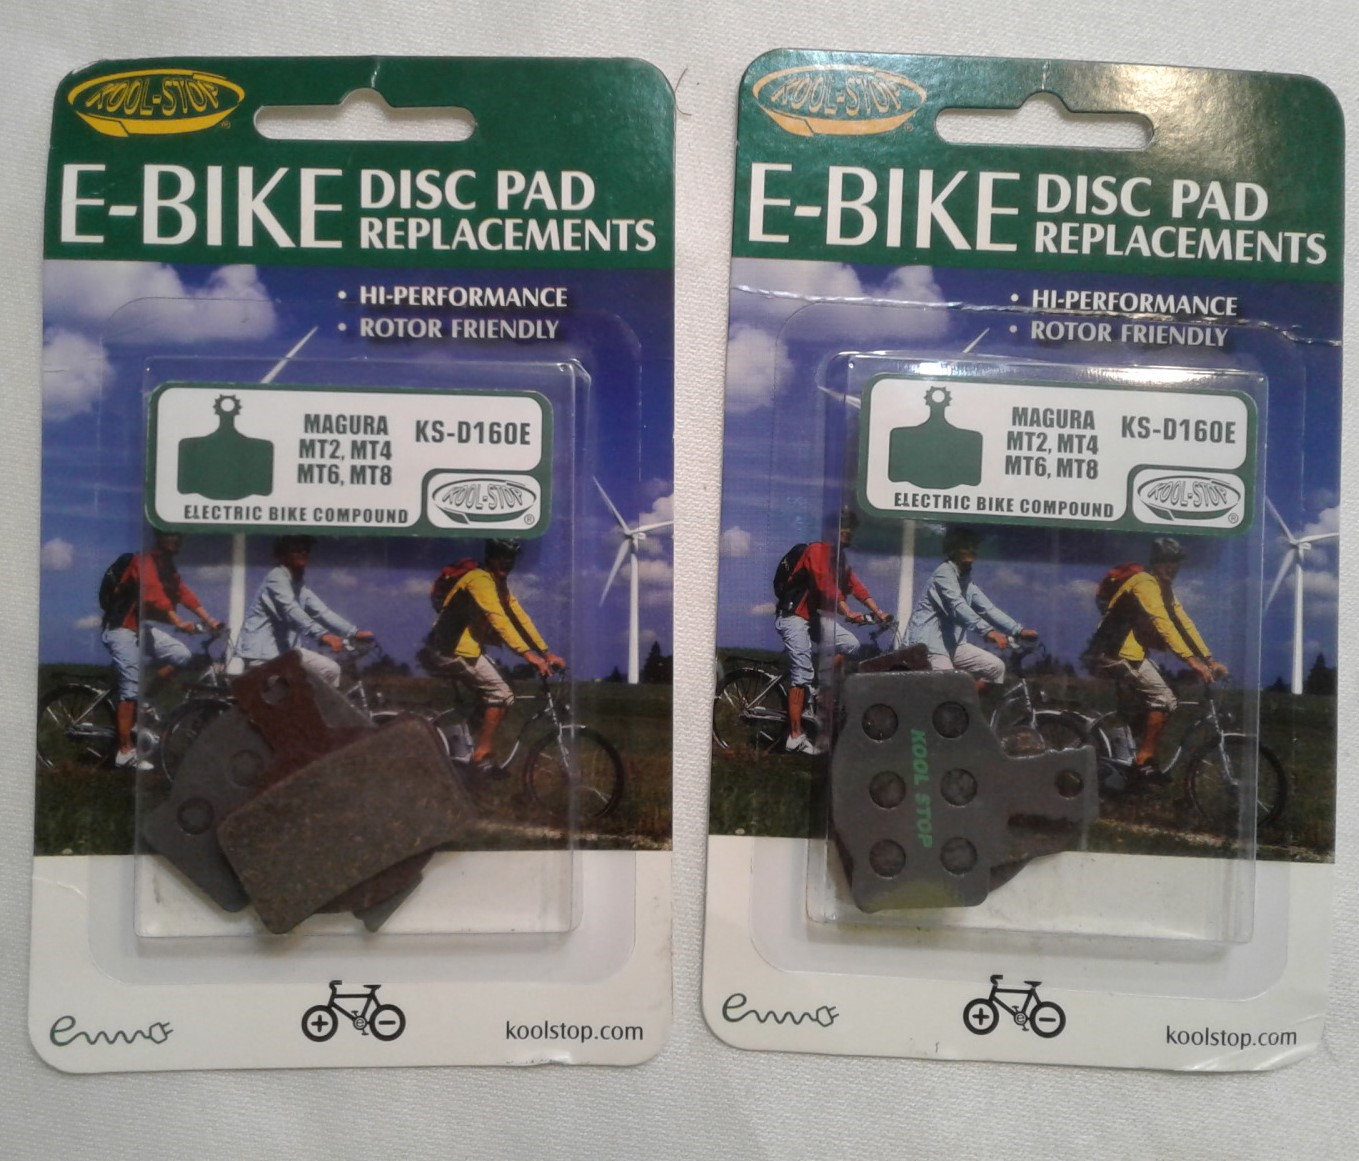 KOOL-STOP®
E-BIKE DISC PAD
REPLACEMENTS
• HI-PERFORMANCE
• ROTOR FRIENDLY
MAGURA
MT2, MT4
MT6, MT8
KS-D160E
KOOL-STOP®
ELECTRIC BIKE COMPOUND
+ e −
koolstop.com
KOOL-STOP®
E-BIKE DISC PAD
REPLACEMENTS
• HI-PERFORMANCE
• ROTOR FRIENDLY
MAGURA
MT2, MT4
MT6, MT8
KS-D160E
KOOL-STOP®
ELECTRIC BIKE COMPOUND
KOOL STOP
+ e −
koolstop.com